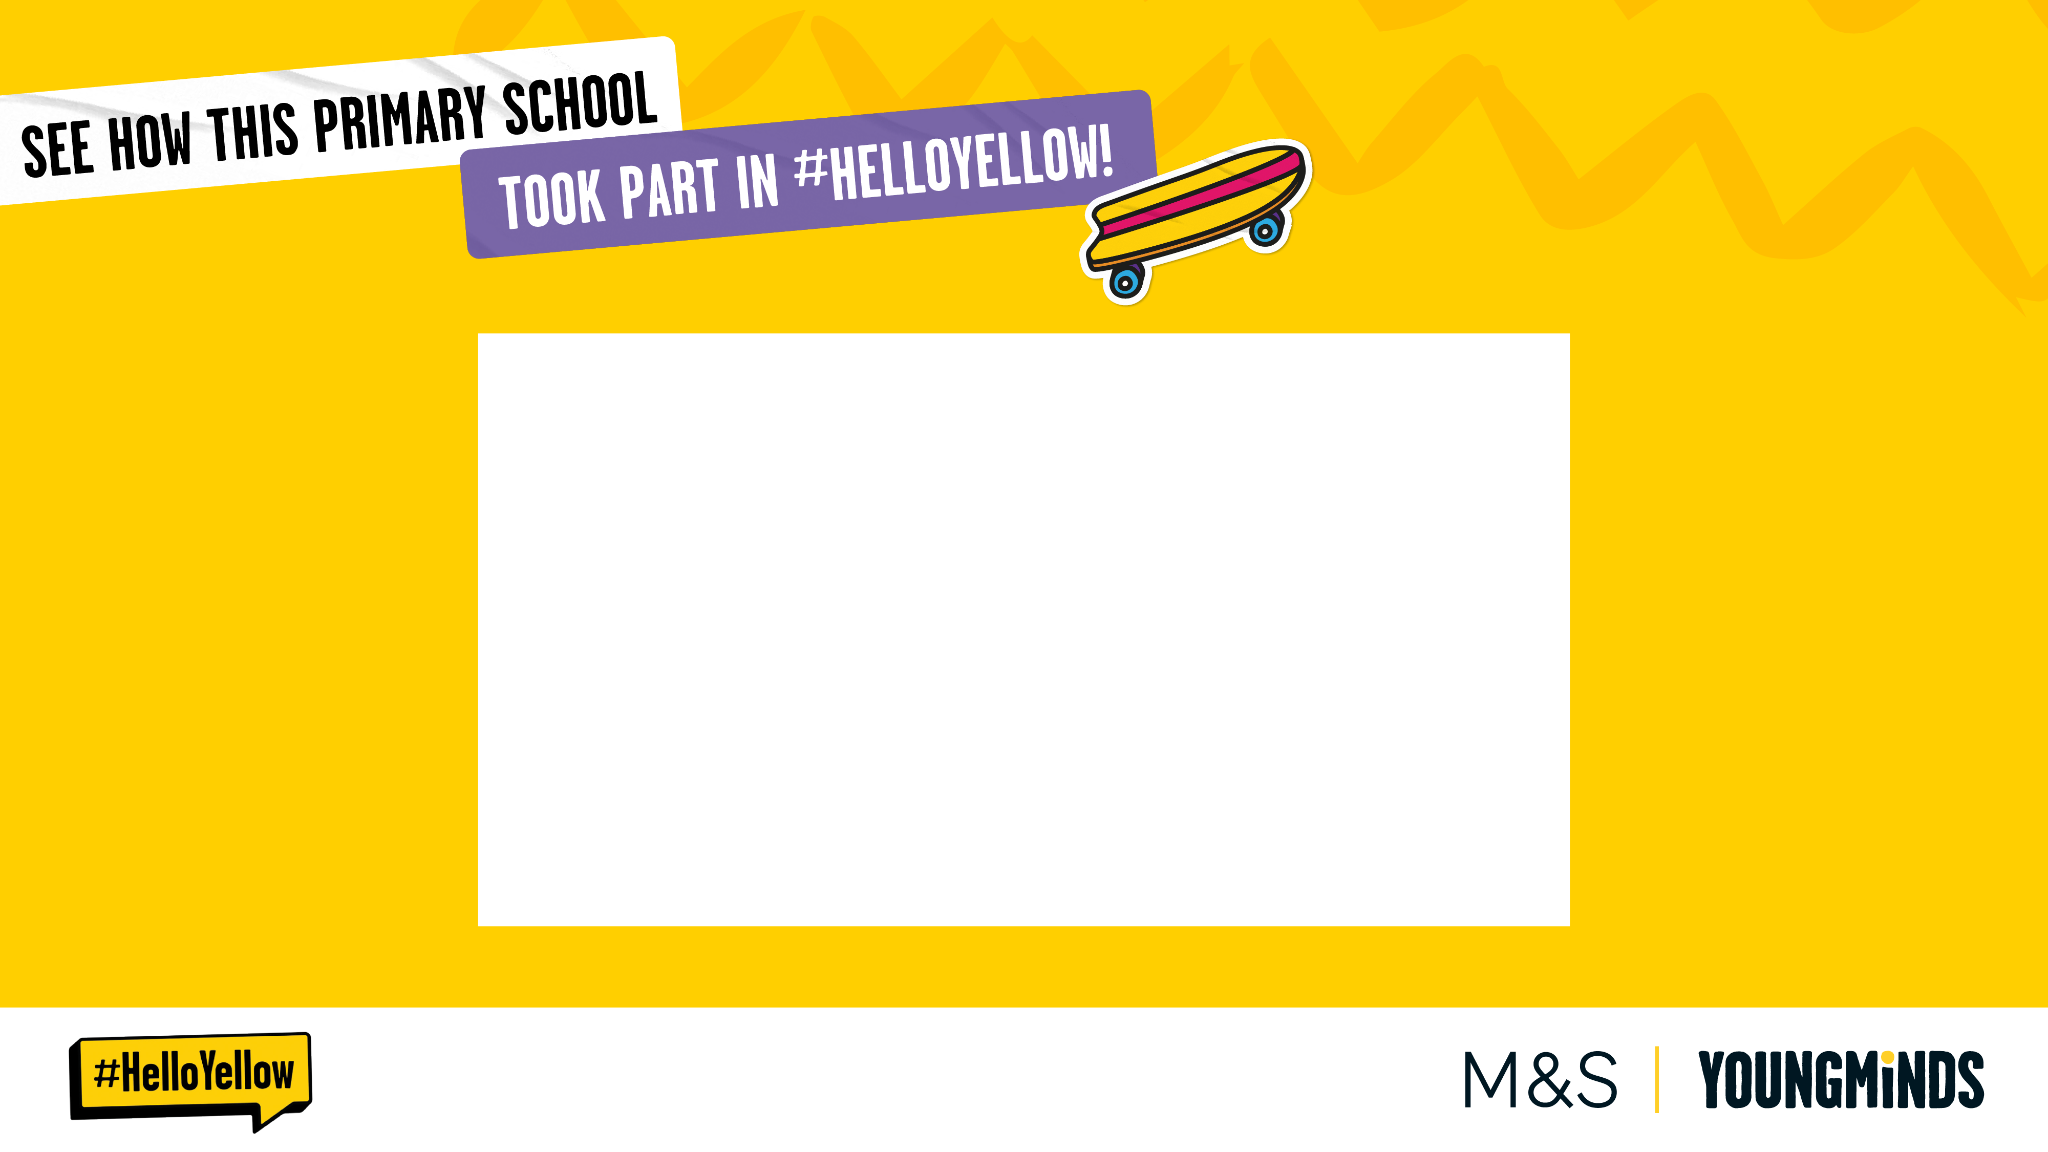 SEE HOW THIS PRIMARY SCHOOL
TOOK PART IN #HELLOYELLOW!
#HelloYellow
M&S
YOUNGMiNDS